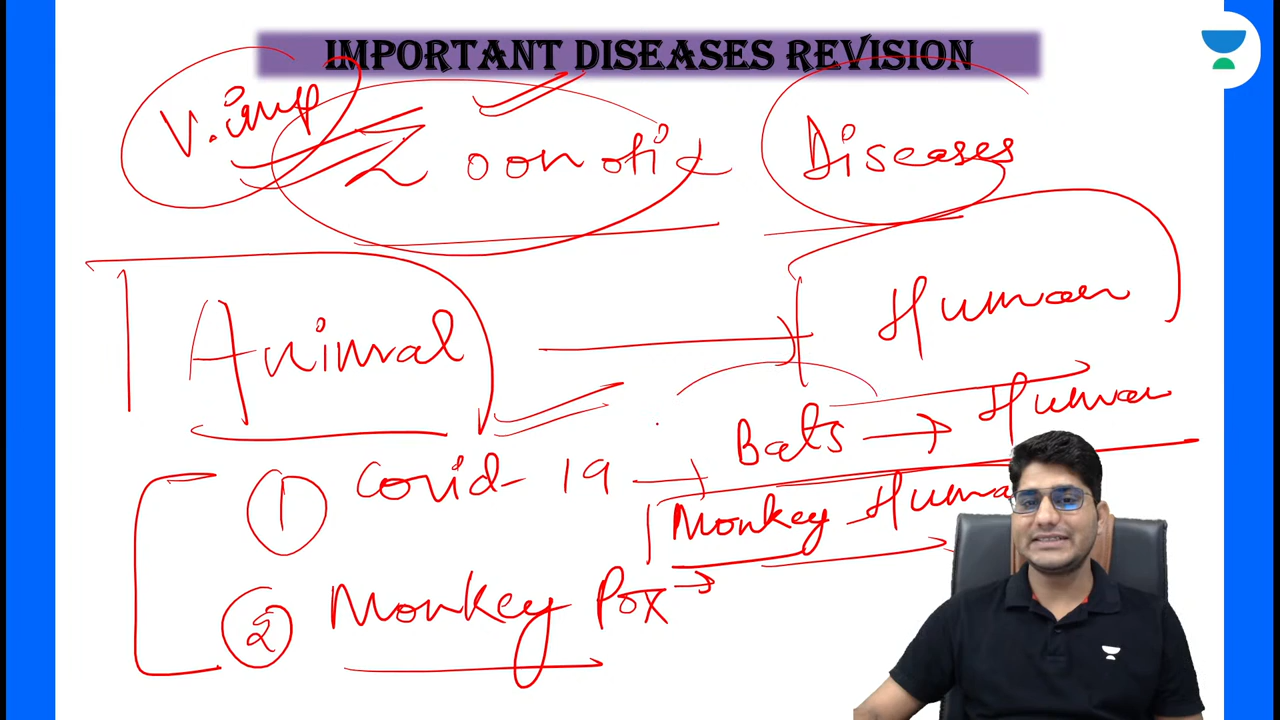 IMPORTANT DISEASES REVISION
V. imp
Zoonotic Diseases
Animal Human
① Covid-19 → Bats → Human
Monkey Human
② Monkey Pox →